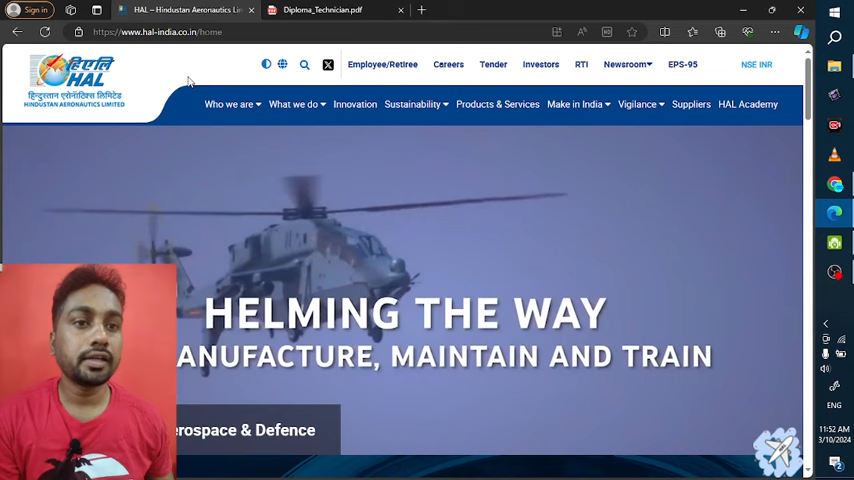 Sign in
HAL – Hindustan Aeronautics Lim
Diploma_Technician.pdf
https://www.hal-india.co.in/home
हिएलि
HAL
हिन्दुस्तान एरोनॉटिक्स लिमिटेड
HINDUSTAN AERONAUTICS LIMITED
Employee/Retiree Careers Tender Investors RTI Newsroom EPS-95 NSE INR
Who we are What we do Innovation Sustainability Products & Services Make in India Vigilance Suppliers HAL Academy
HELMING THE WAY
ANUFACTURE, MAINTAIN AND TRAIN
erospace & Defence
ENG
11:52 AM
3/10/2024